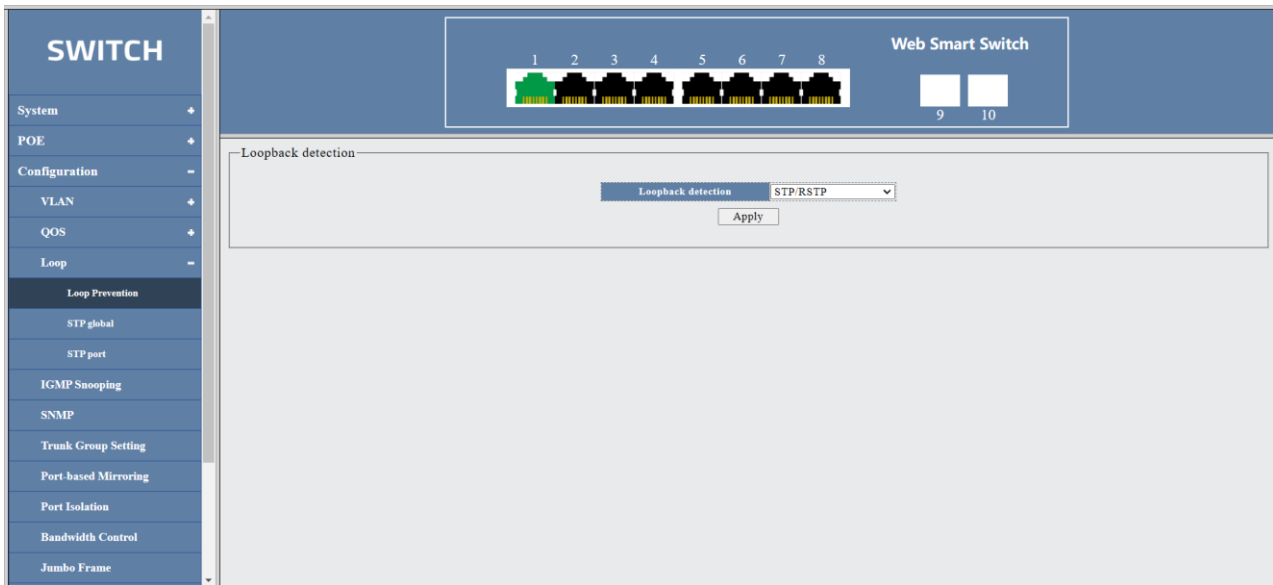 SWITCH
System
POE
Configuration
VLAN
QOS
Loop
Loop Prevention
STP global
STP port
IGMP Snooping
SNMP
Trunk Group Setting
Port-based Mirroring
Port Isolation
Bandwidth Control
Jumbo Frame
Web Smart Switch
1 2 3 4 5 6 7 8
9 10
Loopback detection
Loopback detection STP/RSTP
Apply